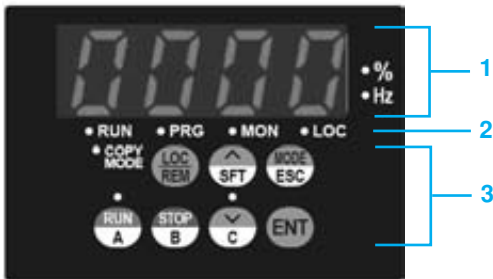 0000
%
Hz
1
RUN PRG MON LOC
2
COPY MODE
LOC REM
^ SFT
MODE ESC
3
RUN A
STOP B
C
ENT